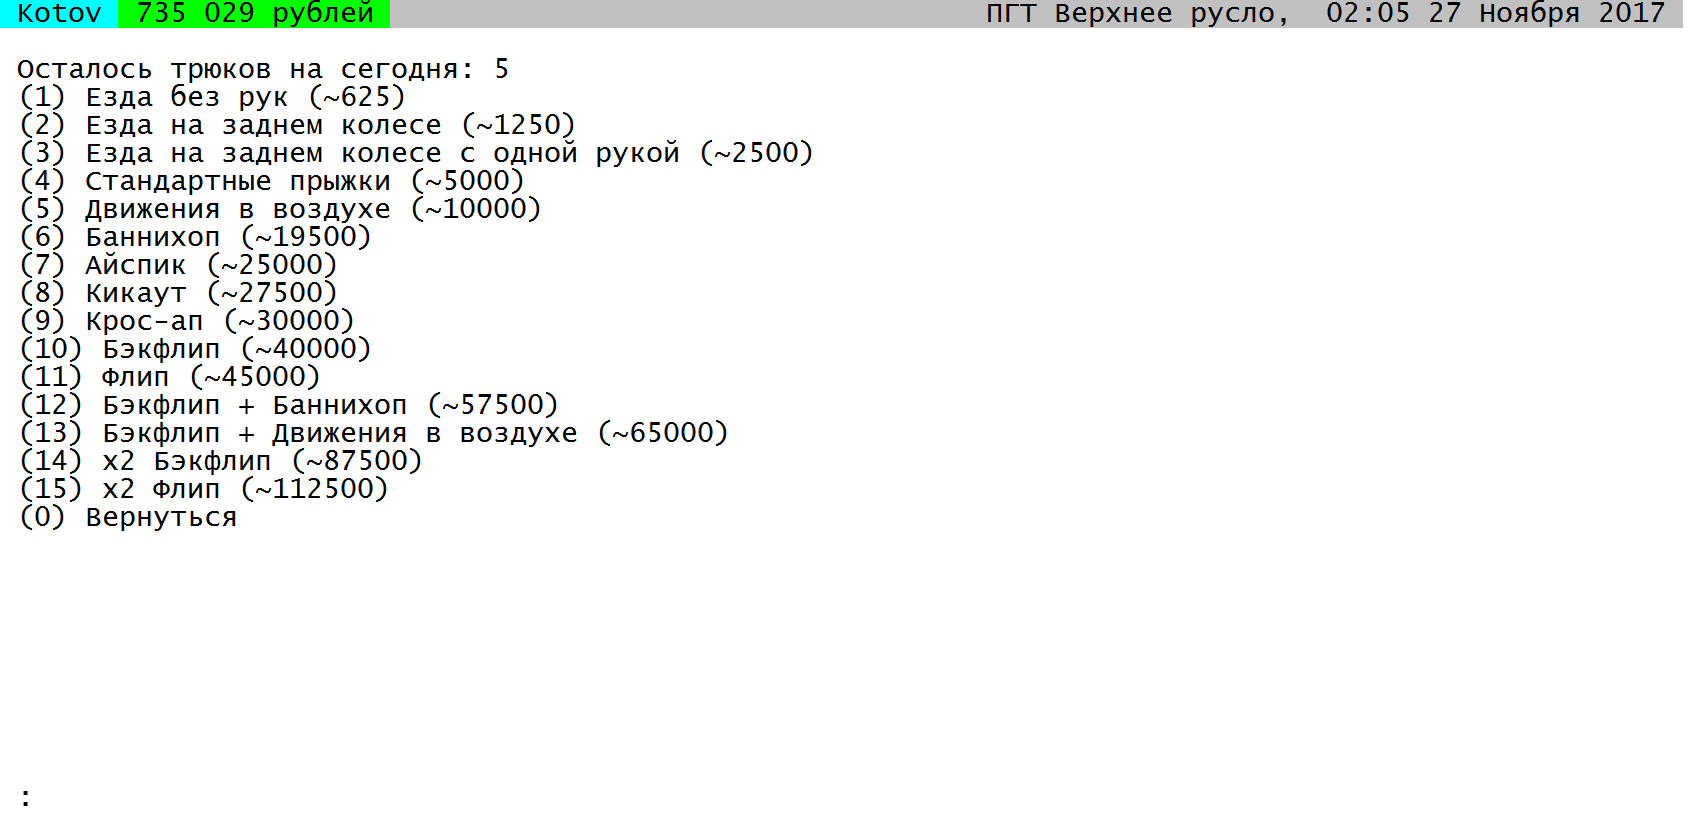 Kotov 735 029 рублей ПГТ Верхнее русло, 02:05 27 Ноября 2017
Осталось трюков на сегодня: 5
(1) Езда без рук (~625)
(2) Езда на заднем колесе (~1250)
(3) Езда на заднем колесе с одной рукой (~2500)
(4) Стандартные прыжки (~5000)
(5) Движения в воздухе (~10000)
(6) Баннихоп (~19500)
(7) Айспик (~25000)
(8) Кикаут (~27500)
(9) Крос-ап (~30000)
(10) Бэкфлип (~40000)
(11) Флип (~45000)
(12) Бэкфлип + Баннихоп (~57500)
(13) Бэкфлип + Движения в воздухе (~65000)
(14) x2 Бэкфлип (~87500)
(15) x2 Флип (~112500)
(0) Вернуться
: